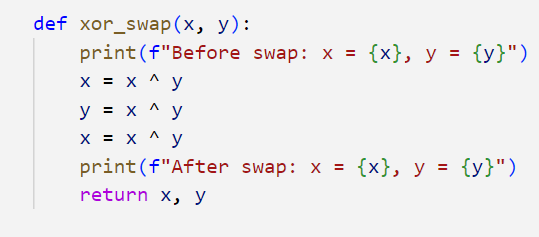 def xor_swap(x, y):
    print(f"Before swap: x = {x}, y = {y}")
    x = x ^ y
    y = x ^ y
    x = x ^ y
    print(f"After swap: x = {x}, y = {y}")
    return x, y